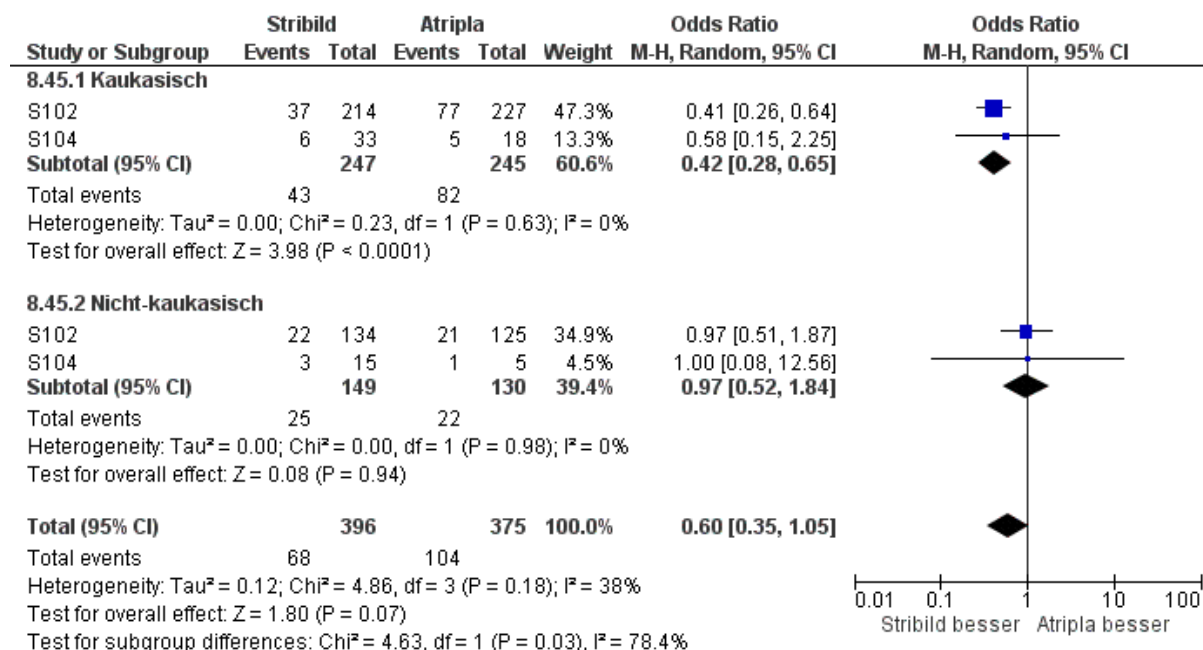 Stribild Atripla Odds Ratio Odds Ratio
Study or Subgroup Events Total Events Total Weight M-H, Random, 95% CI M-H, Random, 95% CI
8.45.1 Kaukasisch
S102 37 214 77 227 47.3% 0.41 [0.26, 0.64]
S104 6 33 5 18 13.3% 0.58 [0.15, 2.25]
Subtotal (95% CI) 247 245 60.6% 0.42 [0.28, 0.65]
Total events 43 82
Heterogeneity: Tau² = 0.00; Chi² = 0.23, df = 1 (P = 0.63); I² = 0%
Test for overall effect: Z = 3.98 (P < 0.0001)
8.45.2 Nicht-kaukasisch
S102 22 134 21 125 34.9% 0.97 [0.51, 1.87]
S104 3 15 1 5 4.5% 1.00 [0.08, 12.56]
Subtotal (95% CI) 149 130 39.4% 0.97 [0.52, 1.84]
Total events 25 22
Heterogeneity: Tau² = 0.00; Chi² = 0.00, df = 1 (P = 0.98); I² = 0%
Test for overall effect: Z = 0.08 (P = 0.94)
Total (95% CI) 396 375 100.0% 0.60 [0.35, 1.05]
Total events 68 104
Heterogeneity: Tau² = 0.12; Chi² = 4.86, df = 3 (P = 0.18); I² = 38%
Test for overall effect: Z = 1.80 (P = 0.07)
Test for subgroup differences: Chi² = 4.63, df = 1 (P = 0.03), I² = 78.4%
0.01 0.1 1 10 100
Stribild besser Atripla besser